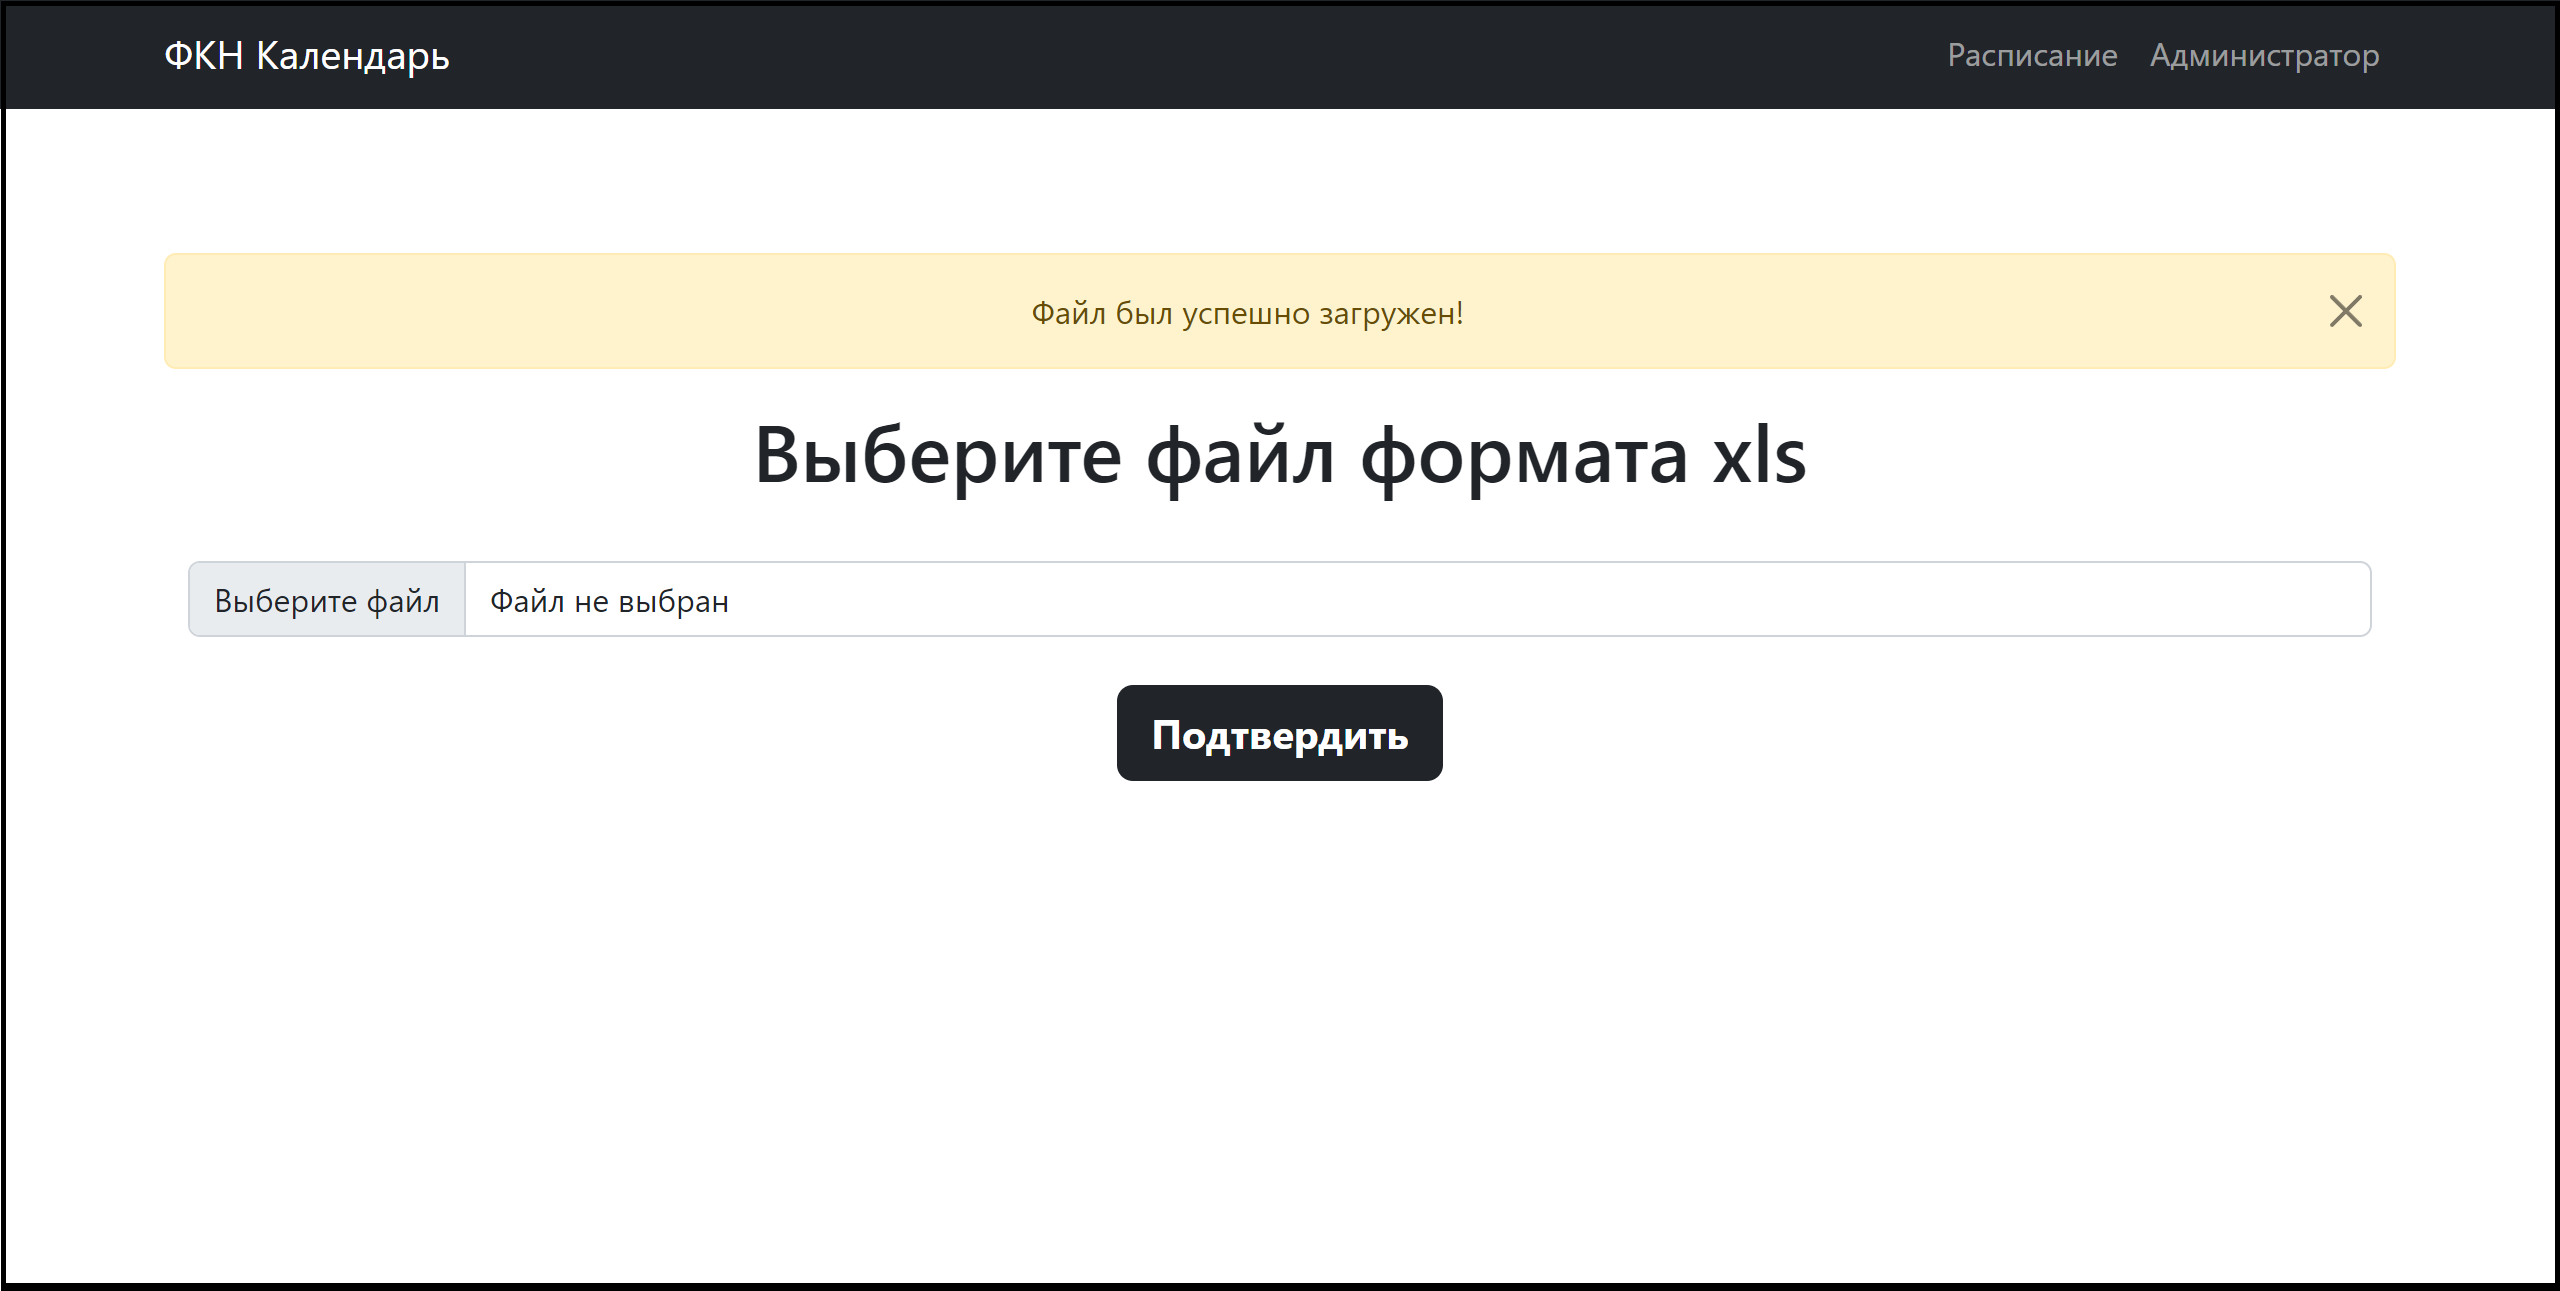 ФКН Календарь Расписание Администратор
Файл был успешно загружен!
Выберите файл формата xls
Выберите файл Файл не выбран
Подтвердить